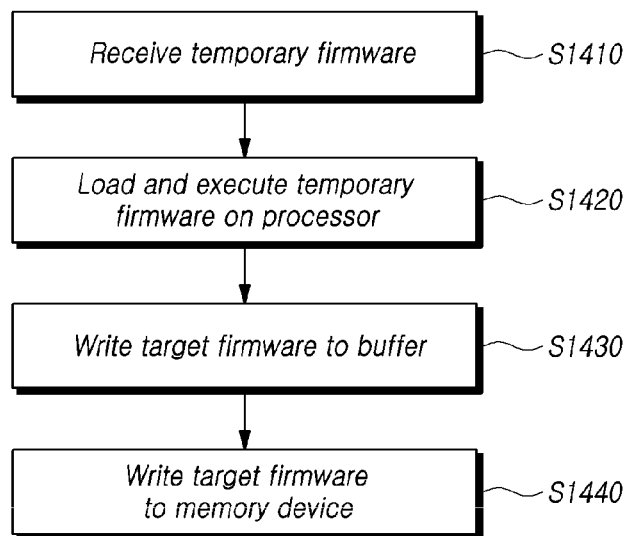 Receive temporary firmware
S1410
Load and execute temporary
firmware on processor
S1420
Write target firmware to buffer
S1430
Write target firmware
to memory device
S1440